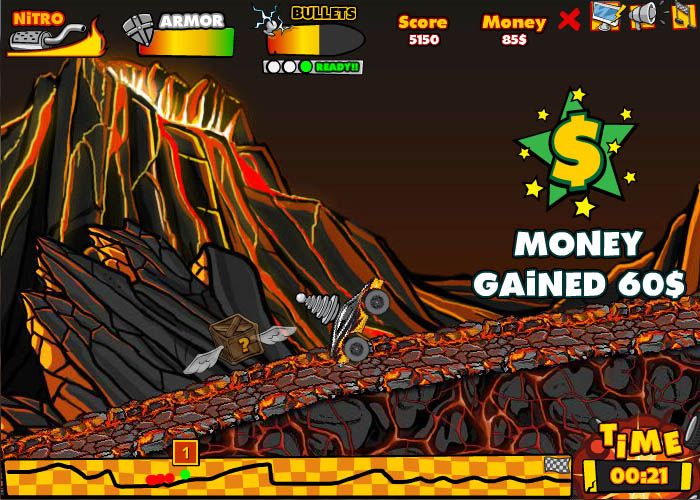 NiTRO
ARMOR
BULLETS
READY!!
Score
5150
Money
85$
$
MONEY
GAiNED 60$
?
1
TiME
00:21